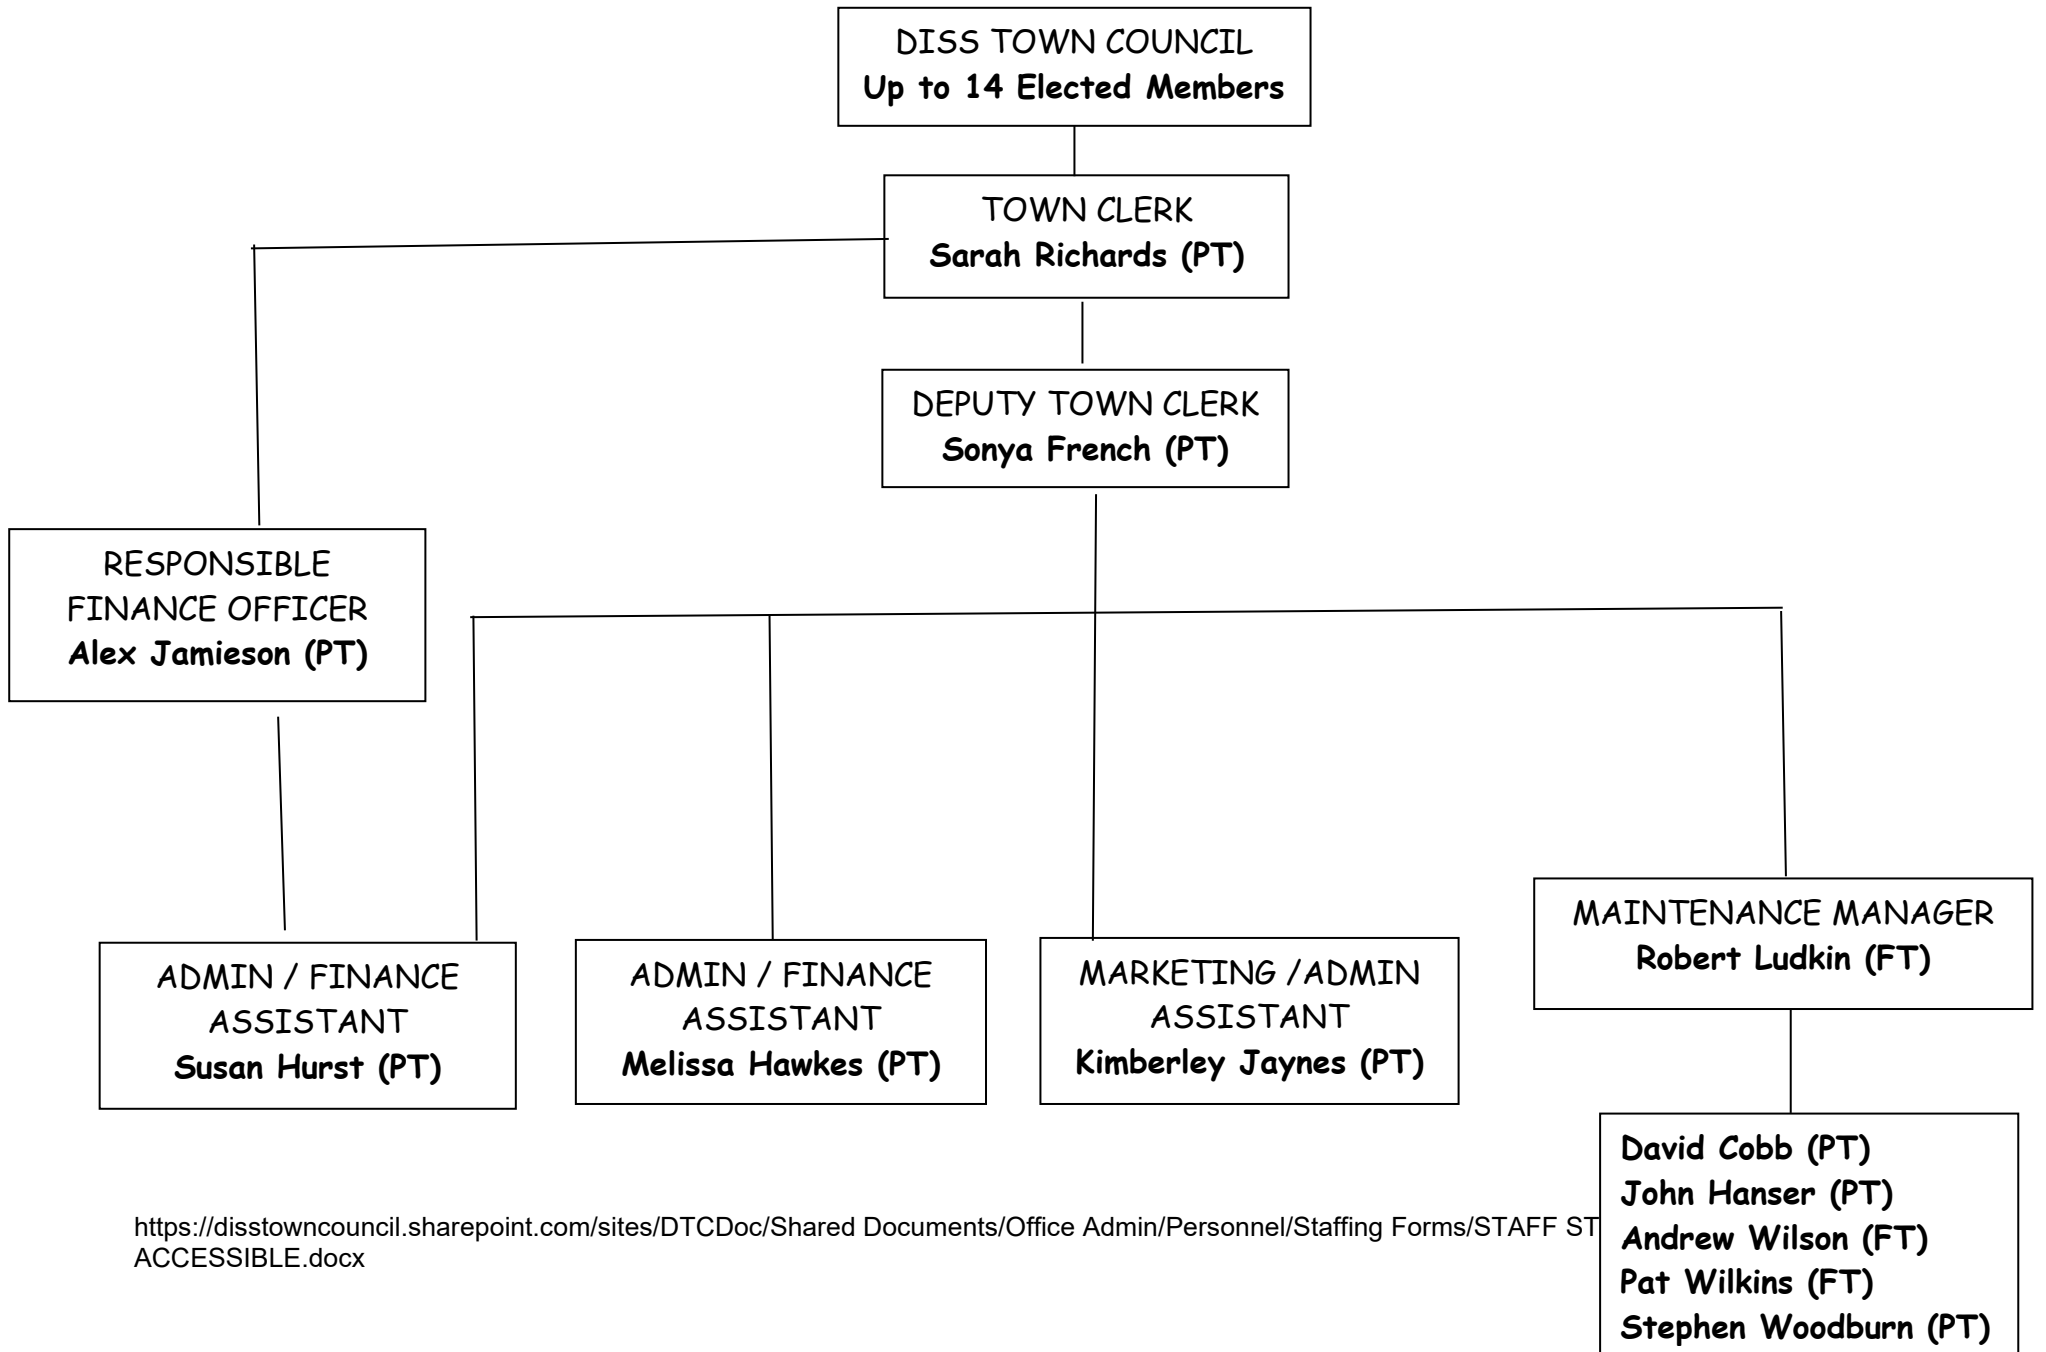 DISS TOWN COUNCIL
Up to 14 Elected Members
TOWN CLERK
Sarah Richards (PT)
DEPUTY TOWN CLERK
Sonya French (PT)
RESPONSIBLE
FINANCE OFFICER
Alex Jamieson (PT)
ADMIN / FINANCE
ASSISTANT
Susan Hurst (PT)
ADMIN / FINANCE
ASSISTANT
Melissa Hawkes (PT)
MARKETING /ADMIN
ASSISTANT
Kimberley Jaynes (PT)
MAINTENANCE MANAGER
Robert Ludkin (FT)
David Cobb (PT)
John Hanser (PT)
Andrew Wilson (FT)
Pat Wilkins (FT)
Stephen Woodburn (PT)
https://disstowncouncil.sharepoint.com/sites/DTCDoc/Shared Documents/Office Admin/Personnel/Staffing Forms/STAFF ST
ACCESSIBLE.docx